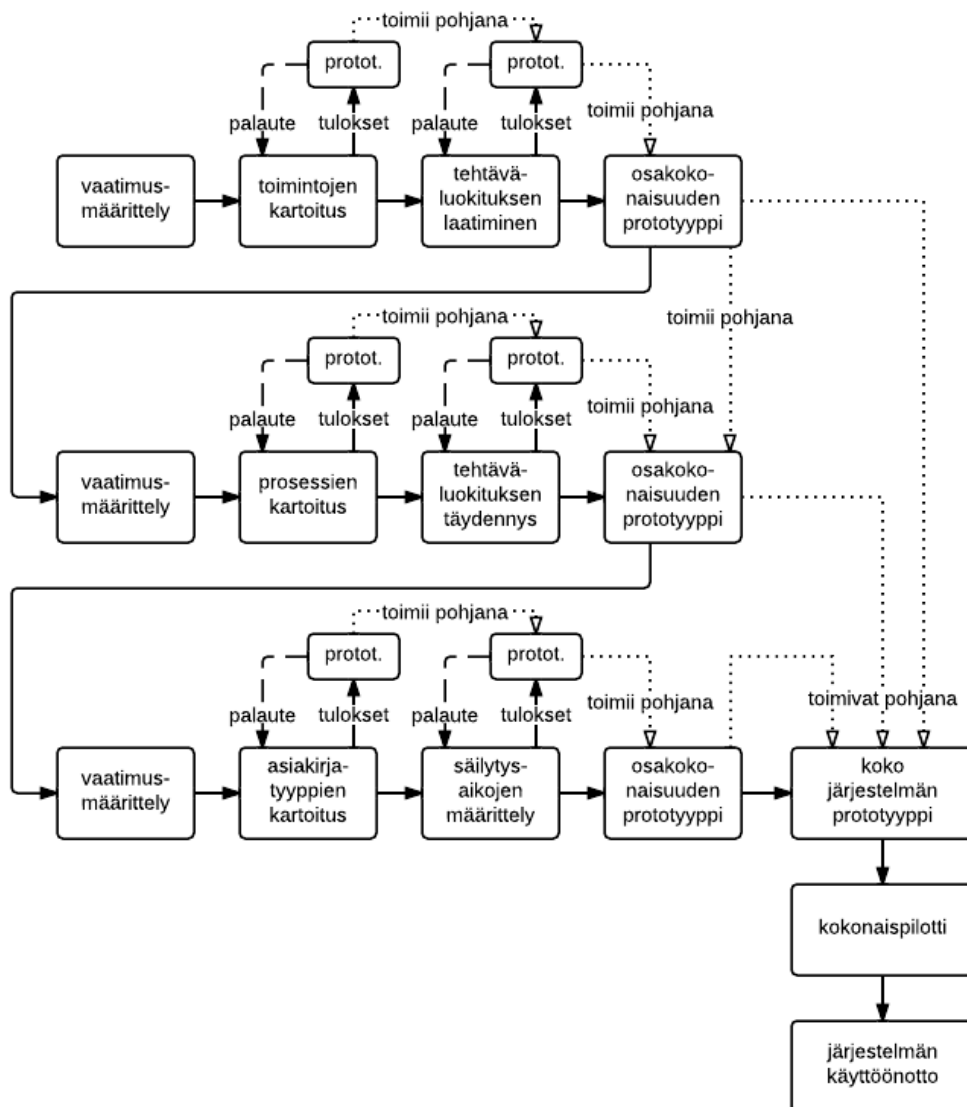 toimii pohjana
protot.
protot.
palaute
tulokset
palaute
tulokset
toimii pohjana
vaatimus-
määrittely
toimintojen
kartoitus
tehtävä-
luokituksen
laatiminen
osakoko-
naisuuden
prototyyppi
toimii pohjana
toimii pohjana
protot.
protot.
palaute
tulokset
palaute
tulokset
toimii pohjana
vaatimus-
määrittely
prosessien
kartoitus
tehtävä-
luokituksen
täydennys
osakoko-
naisuuden
prototyyppi
toimii pohjana
protot.
protot.
palaute
tulokset
palaute
tulokset
toimii pohjana
toimivat pohjana
vaatimus-
määrittely
asiakirja-
tyyppien
kartoitus
säilytys-
aikojen
määrittely
osakoko-
naisuuden
prototyyppi
koko
järjestelmän
prototyyppi
kokonaispilotti
järjestelmän
käyttöönotto